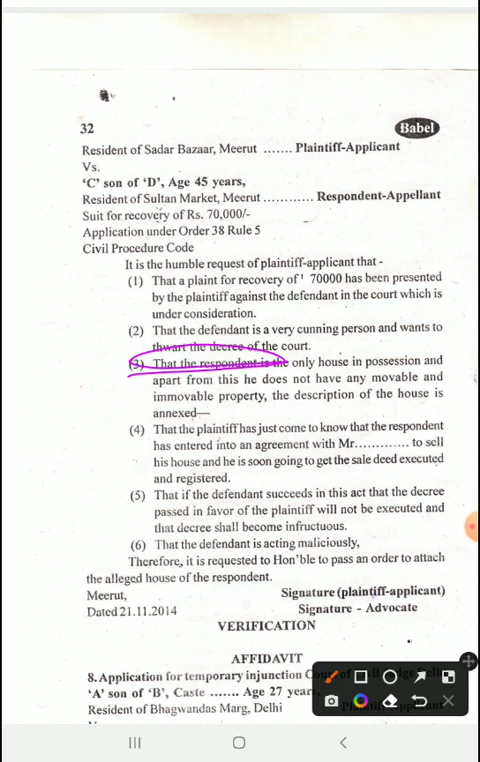 32 Babel
Resident of Sadar Bazaar, Meerut ....... Plaintiff-Applicant
Vs.
‘C’ son of ‘D’, Age 45 years,
Resident of Sultan Market, Meerut ............ Respondent-Appellant
Suit for recovery of Rs. 70,000/-
Application under Order 38 Rule 5
Civil Procedure Code
It is the humble request of plaintiff-applicant that -
(1) That a plaint for recovery of ' 70000 has been presented
by the plaintiff against the defendant in the court which is
under consideration.
(2) That the defendant is a very cunning person and wants to
thwart the decree of the court.
(3) That the respondent is the only house in possession and
apart from this he does not have any movable and
immovable property, the description of the house is
annexed—
(4) That the plaintiff has just come to know that the respondent
has entered into an agreement with Mr............. to sell
his house and he is soon going to get the sale deed executed
and registered.
(5) That if the defendant succeeds in this act that the decree
passed in favor of the plaintiff will not be executed and
that decree shall become infructuous.
(6) That the defendant is acting maliciously,
Therefore, it is requested to Hon’ble to pass an order to attach
the alleged house of the respondent.
Meerut, Signature (plaintiff-applicant)
Dated 21.11.2014 Signature - Advocate
VERIFICATION
AFFIDAVIT
8. Application for temporary injunction
‘A’ son of ‘B’, Caste ....... Age 27 years,
Resident of Bhagwandas Marg, Delhi